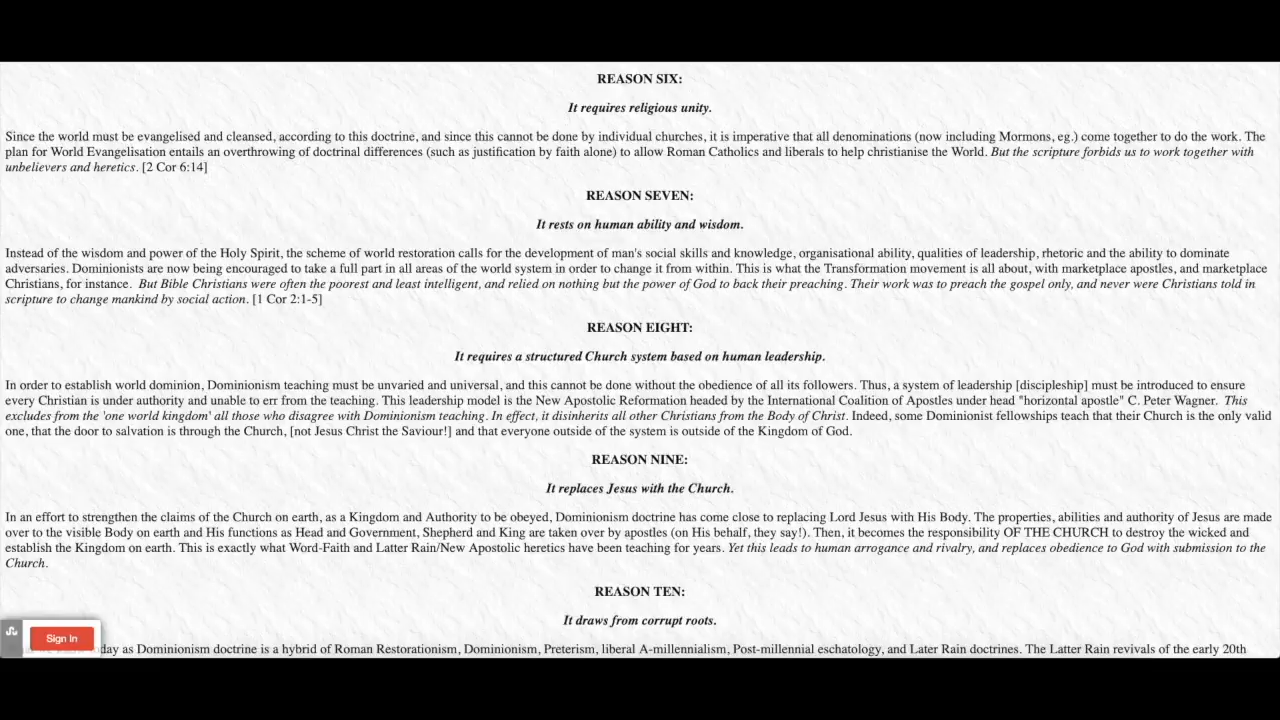 REASON SIX:
It requires religious unity.
Since the world must be evangelised and cleansed, according to this doctrine, and since this cannot be done by individual churches, it is imperative that all denominations (now including Mormons, eg.) come together to do the work. The
plan for World Evangelisation entails an overthrowing of doctrinal differences (such as justification by faith alone) to allow Roman Catholics and liberals to help christianise the World. But the scripture forbids us to work together with
unbelievers and heretics. [2 Cor 6:14]
REASON SEVEN:
It rests on human ability and wisdom.
Instead of the wisdom and power of the Holy Spirit, the scheme of world restoration calls for the development of man's social skills and knowledge, organisational ability, qualities of leadership, rhetoric and the ability to dominate
adversaries. Dominionists are now being encouraged to take a full part in all areas of the world system in order to change it from within. This is what the Transformation movement is all about, with marketplace apostles, and marketplace
Christians, for instance. But Bible Christians were often the poorest and least intelligent, and relied on nothing but the power of God to back their preaching. Their work was to preach the gospel only, and never were Christians told in
scripture to change mankind by social action. [1 Cor 2:1-5]
REASON EIGHT:
It requires a structured Church system based on human leadership.
In order to establish world dominion, Dominionism teaching must be unvaried and universal, and this cannot be done without the obedience of all its followers. Thus, a system of leadership [discipleship] must be introduced to ensure
every Christian is under authority and unable to err from the teaching. This leadership model is the New Apostolic Reformation headed by the International Coalition of Apostles under head "horizontal apostle" C. Peter Wagner. This
excludes from the 'one world kingdom' all those who disagree with Dominionism teaching. In effect, it disinherits all other Christians from the Body of Christ. Indeed, some Dominionist fellowships teach that their Church is the only valid
one, that the door to salvation is through the Church, [not Jesus Christ the Saviour!] and that everyone outside of the system is outside of the Kingdom of God.
REASON NINE:
It replaces Jesus with the Church.
In an effort to strengthen the claims of the Church on earth, as a Kingdom and Authority to be obeyed, Dominionism doctrine has come close to replacing Lord Jesus with His Body. The properties, abilities and authority of Jesus are made
over to the visible Body on earth and His functions as Head and Government, Shepherd and King are taken over by apostles (on His behalf, they say!). Then, it becomes the responsibility OF THE CHURCH to destroy the wicked and
establish the Kingdom on earth. This is exactly what Word-Faith and Latter Rain/New Apostolic heretics have been teaching for years. Yet this leads to human arrogance and rivalry, and replaces obedience to God with submission to the
Church.
REASON TEN:
It draws from corrupt roots.
Sign in
day as Dominionism doctrine is a hybrid of Roman Restorationism, Dominionism, Preterism, liberal A-millennialism, Post-millennial eschatology, and Later Rain doctrines. The Latter Rain revivals of the early 20th